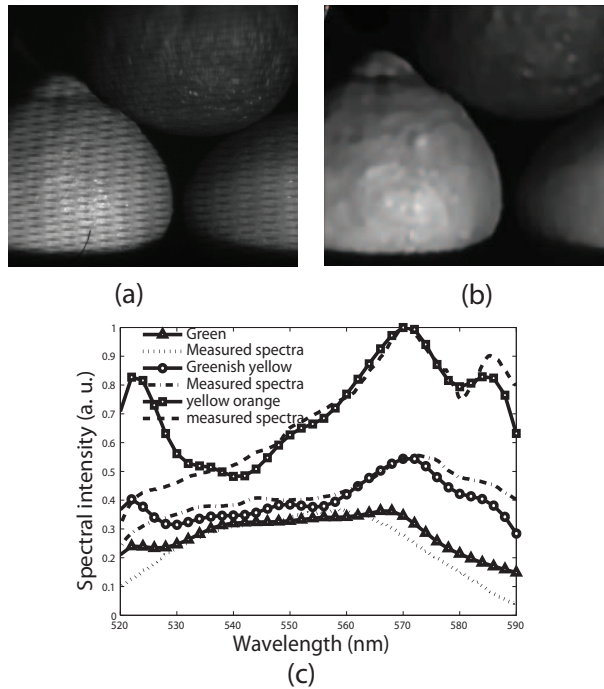 (a)
(b)
Green
Measured spectra
Greenish yellow
Measured spectra
yellow orange
measured spectra
Spectral intensity (a. u.)
1
0.9
0.8
0.7
0.6
0.5
0.4
0.3
0.2
0.1
0
520
530
540
550
560
570
580
590
Wavelength (nm)
(c)